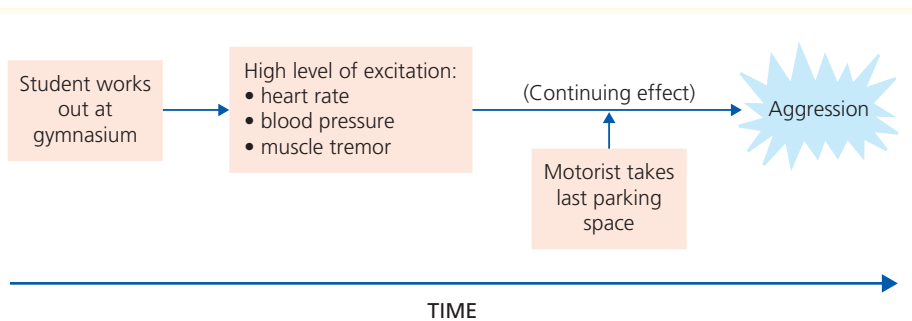 Student works
out at
gymnasium
High level of excitation:
• heart rate
• blood pressure
• muscle tremor
(Continuing effect)
Motorist takes
last parking
space
Aggression
TIME